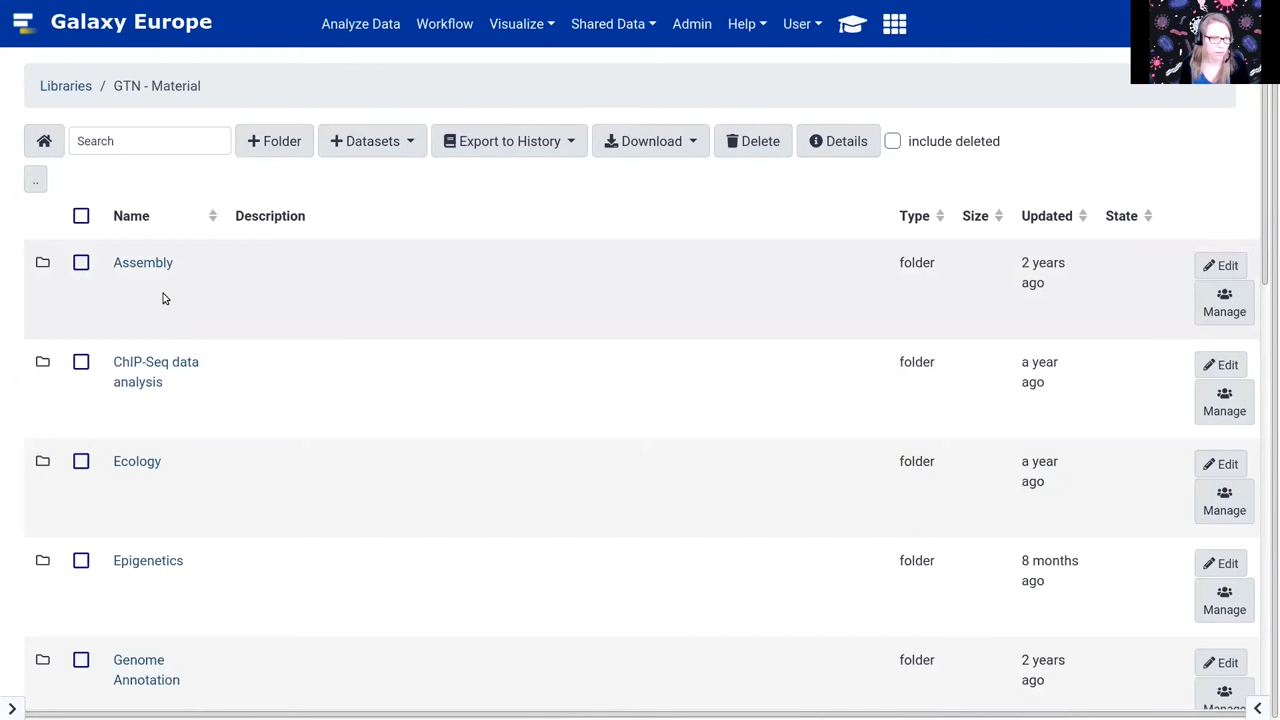 Galaxy Europe
Analyze Data Workflow Visualize Shared Data Admin Help User
Libraries / GTN - Material
Search Folder Datasets Export to History Download Delete Details include deleted
..
Name Description Type Size Updated State
Assembly folder 2 years
ago
Edit
Manage
ChIP-Seq data
analysis
folder a year
ago
Edit
Manage
Ecology folder a year
ago
Edit
Manage
Epigenetics folder 8 months
ago
Edit
Manage
Genome
Annotation
folder 2 years
ago
Edit
Manage